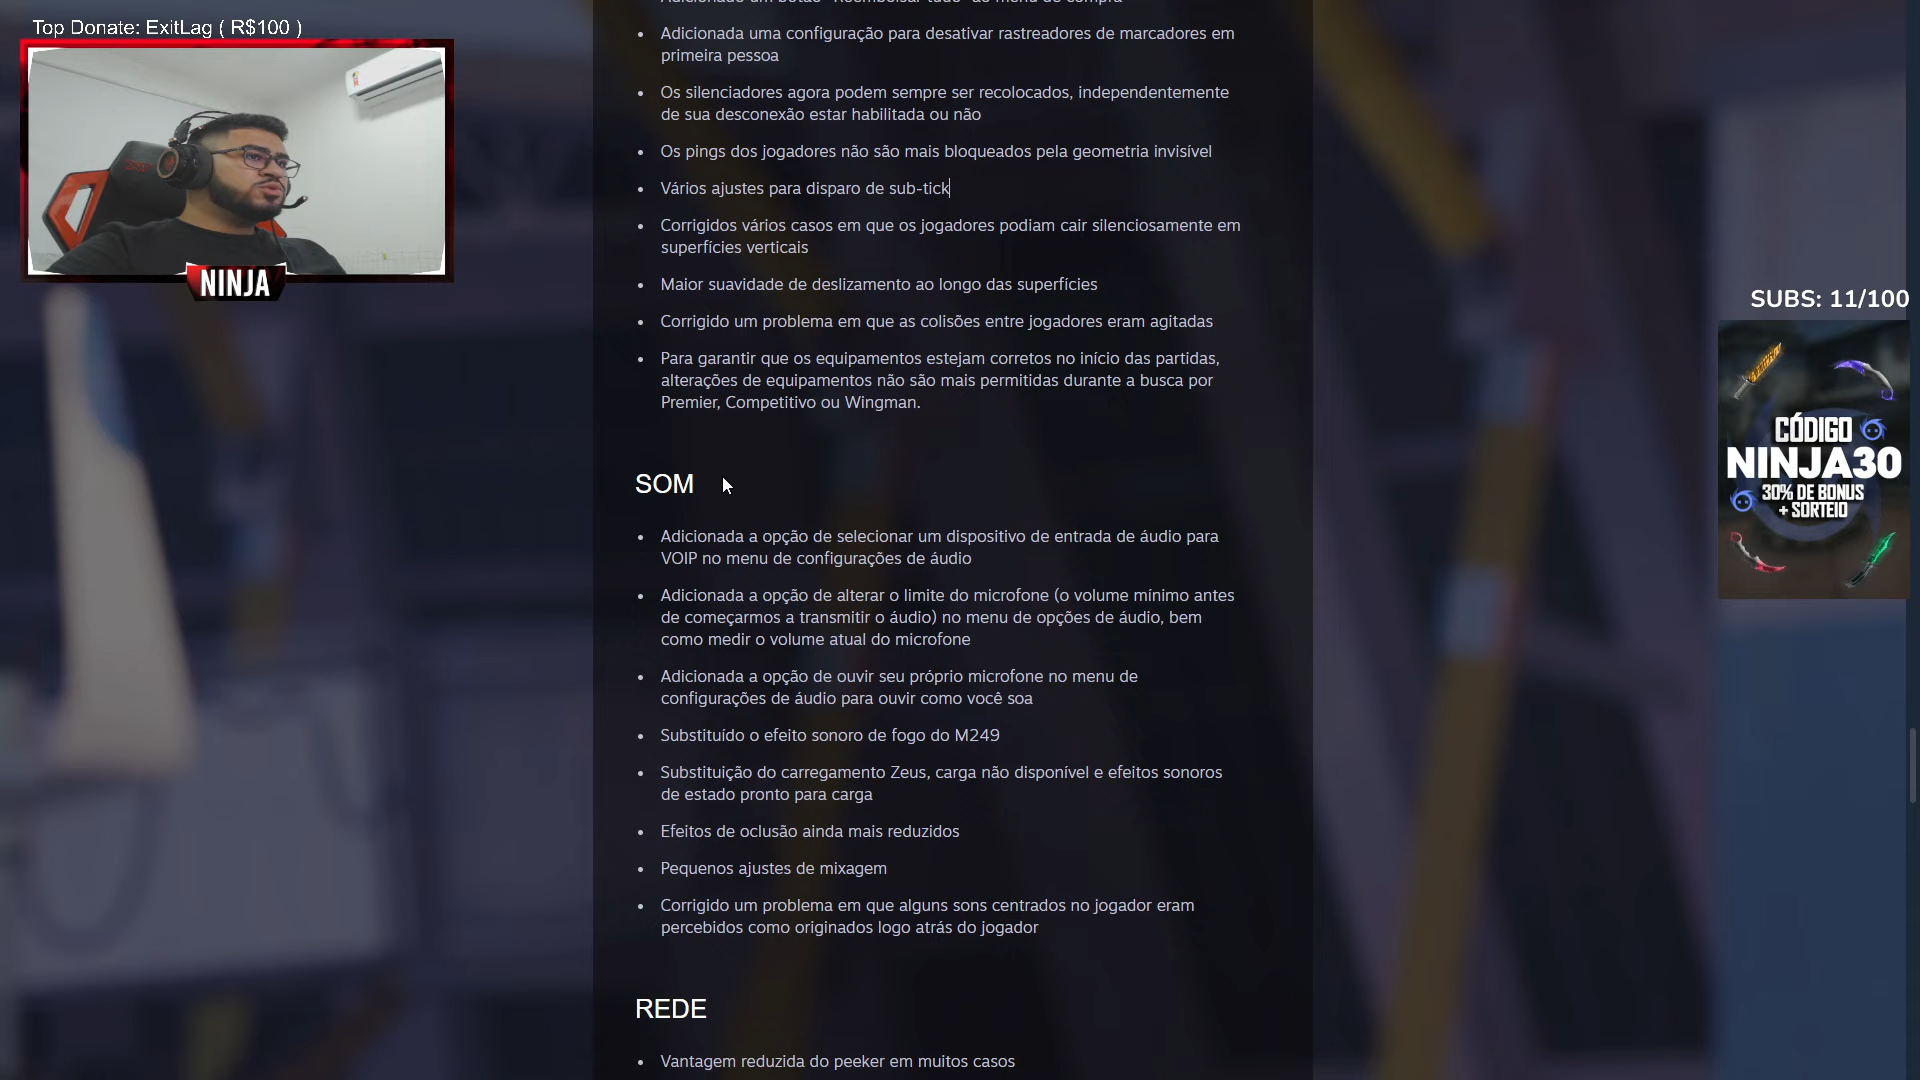 Top Donate: ExitLag ( R$100 )
NINJA
Adicionada uma configuração para desativar rastreadores de marcadores em
primeira pessoa
Os silenciadores agora podem sempre ser recolocados, independentemente
de sua desconexão estar habilitada ou não
Os pings dos jogadores não são mais bloqueados pela geometria invisível
Vários ajustes para disparo de sub-tick
Corrigidos vários casos em que os jogadores podiam cair silenciosamente em
superfícies verticais
Maior suavidade de deslizamento ao longo das superfícies
Corrigido um problema em que as colisões entre jogadores eram agitadas
Para garantir que os equipamentos estejam corretos no início das partidas,
alterações de equipamentos não são mais permitidas durante a busca por
Premier, Competitivo ou Wingman.
SOM
Adicionada a opção de selecionar um dispositivo de entrada de áudio para
VOIP no menu de configurações de áudio
Adicionada a opção de alterar o limite do microfone (o volume mínimo antes
de começarmos a transmitir o áudio) no menu de opções de áudio, bem
como medir o volume atual do microfone
Adicionada a opção de ouvir seu próprio microfone no menu de
configurações de áudio para ouvir como você soa
Substituído o efeito sonoro de fogo do M249
Substituição do carregamento Zeus, carga não disponível e efeitos sonoros
de estado pronto para carga
Efeitos de oclusão ainda mais reduzidos
Pequenos ajustes de mixagem
Corrigido um problema em que alguns sons centrados no jogador eram
percebidos como originados logo atrás do jogador
REDE
Vantagem reduzida do peeker em muitos casos
SUBS: 11/100
CÓDIGO
NINJA30
30% DE BONUS
+ SORTEIO